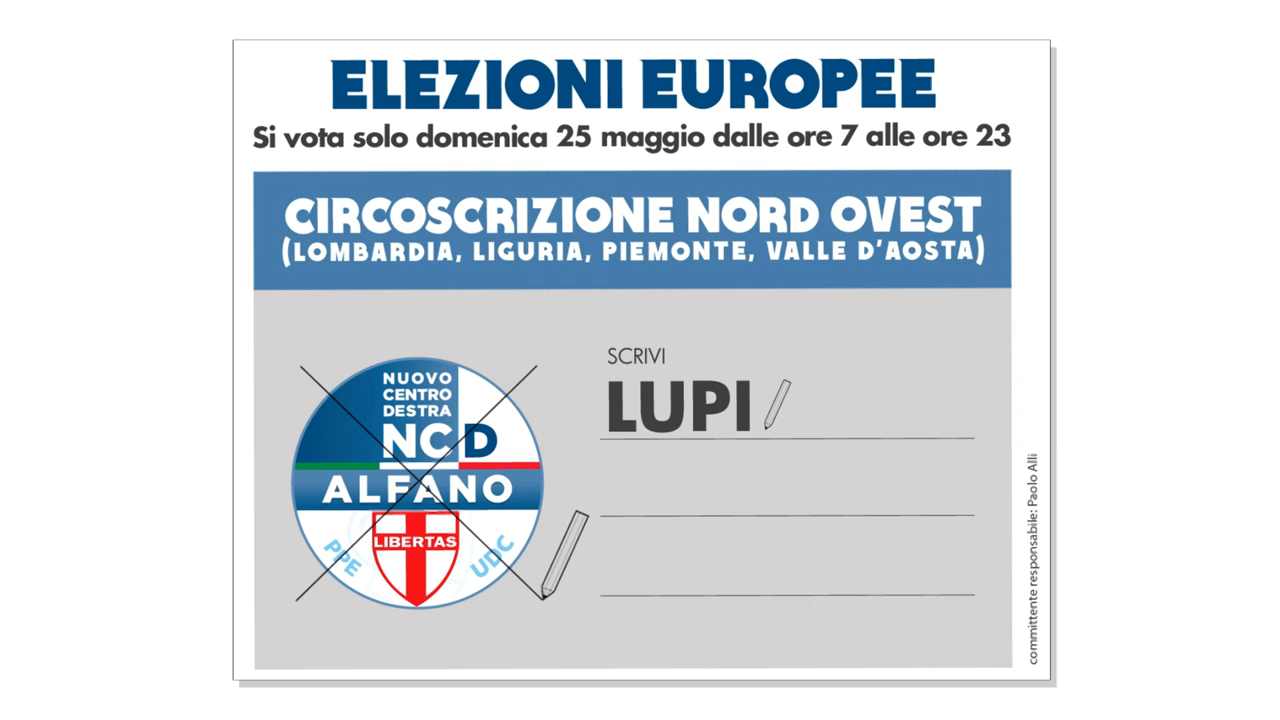 ELEZIONI EUROPEE
Si vota solo domenica 25 maggio dalle ore 7 alle ore 23
CIRCOSCRIZIONE NORD OVEST
(LOMBARDIA, LIGURIA, PIEMONTE, VALLE D'AOSTA)
NUOVO
CENTRO
DESTRA
NCD
ALFANO
LIBERTAS
PPE
UDC
SCRIVI
LUPI
committente responsabile: Paolo Alli